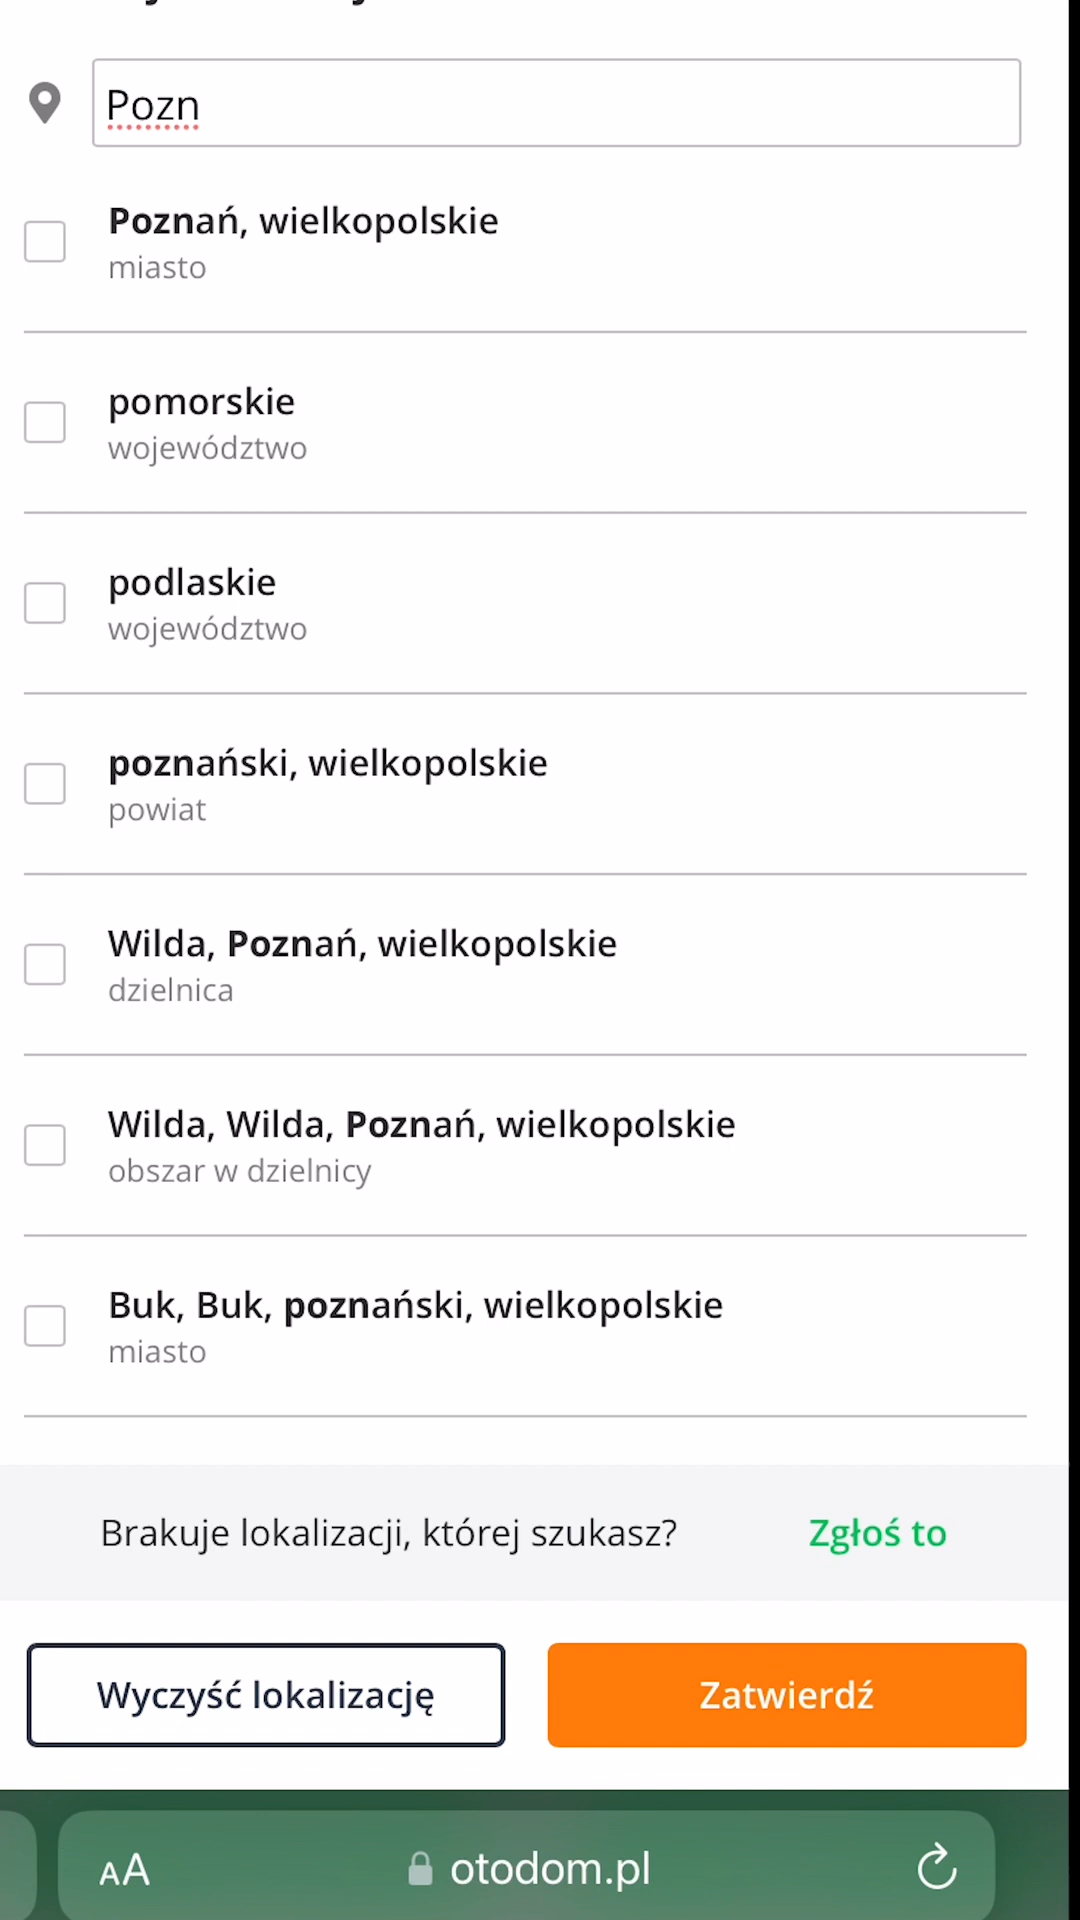 Pozn
Poznań, wielkopolskie
miasto
pomorskie
województwo
podlaskie
województwo
poznański, wielkopolskie
powiat
Wilda, Poznań, wielkopolskie
dzielnica
Wilda, Wilda, Poznań, wielkopolskie
obszar w dzielnicy
Buk, Buk, poznański, wielkopolskie
miasto
Brakuje lokalizacji, której szukasz? Zgłoś to
Wyczyść lokalizację Zatwierdź
AA otodom.pl